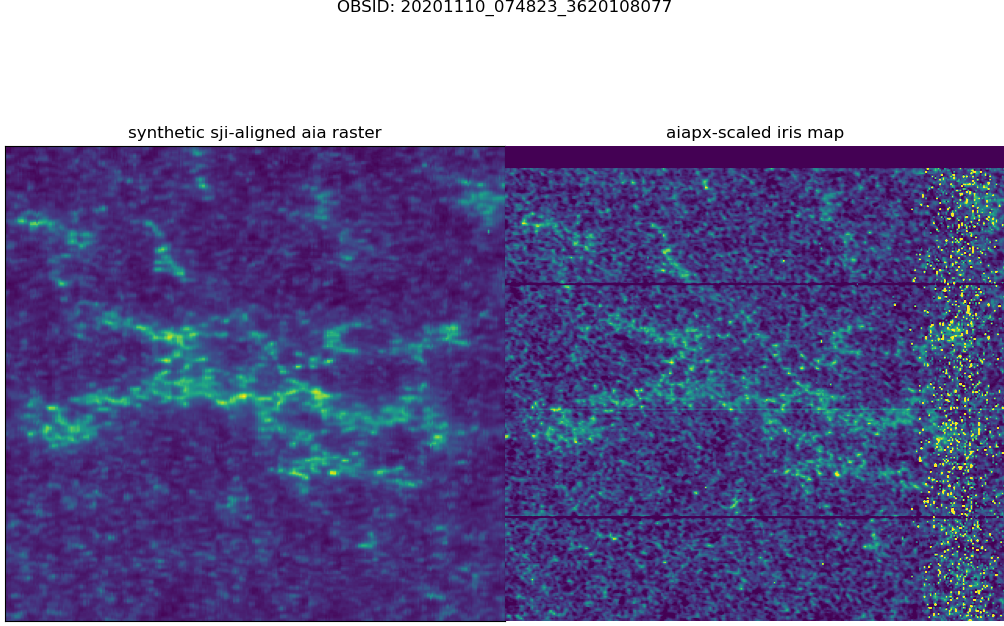 OBSID: 20201110_074823_3620108077
synthetic sji-aligned aia raster
aiapx-scaled iris map